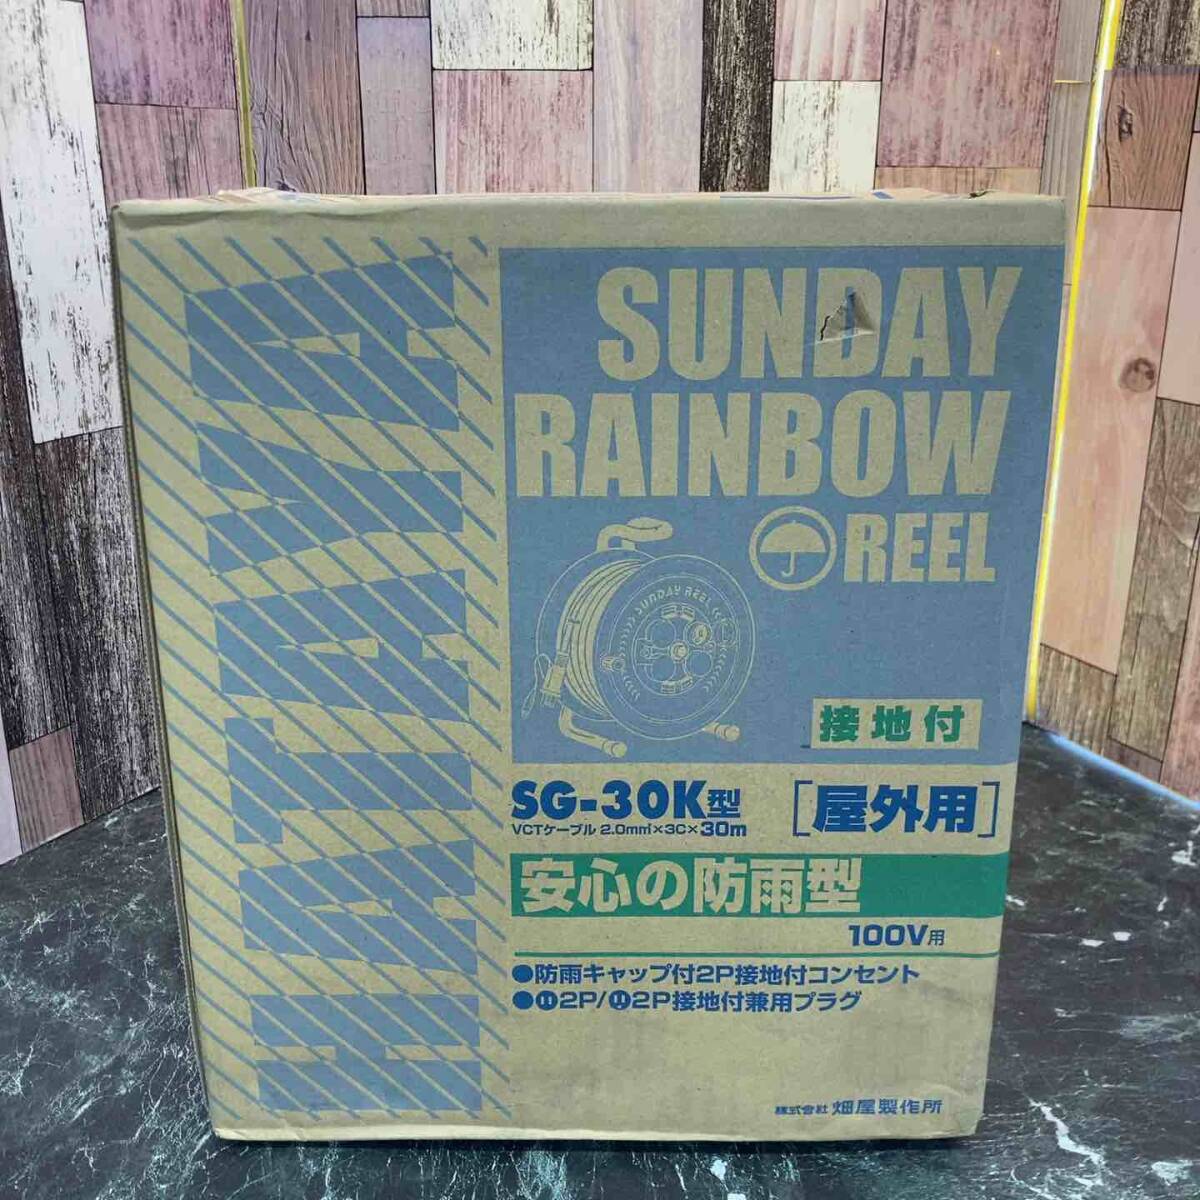 HATAYA
SUNDAY
RAINBOW
REEL
SUNDAY REEL
接地付
SG-30K型
VCTケーブル 2.0mm²×3C×30m
[屋外用]
安心の防雨型
100V用
●防雨キャップ付2P接地付コンセント
●2P/2P接地付兼用プラグ
株式会社 畑屋製作所